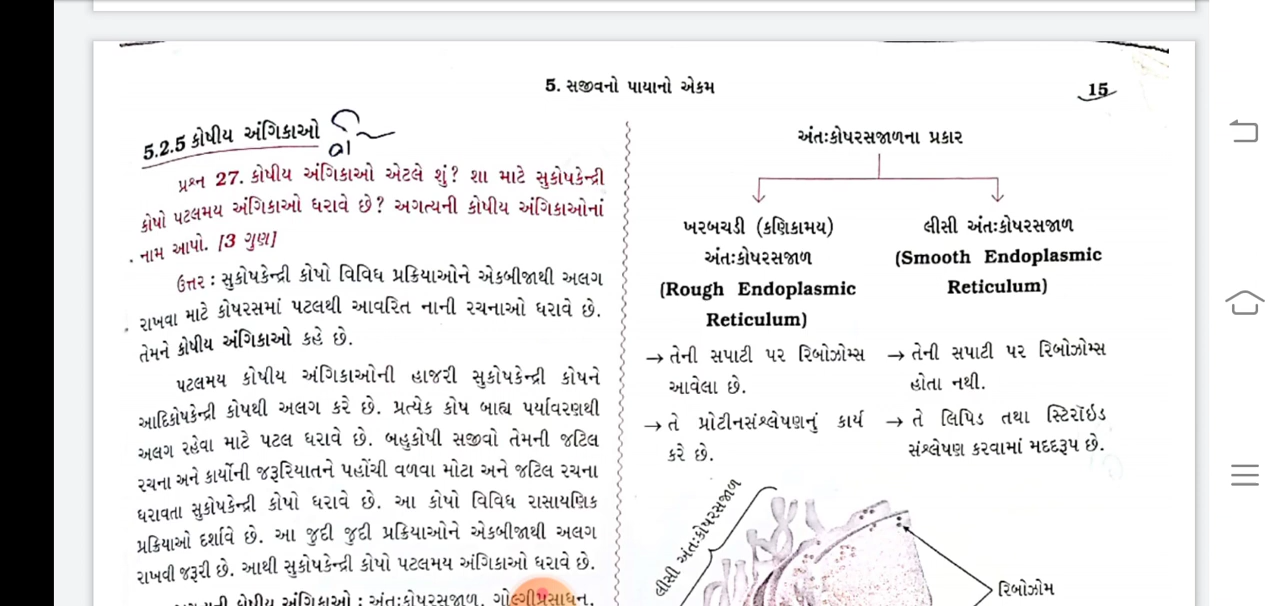 5. સજીવનો પાયાનો એકમ
15
5.2.5 કોષીય અંગિકાઓ
પ્રશ્ન 27. કોષીય અંગિકાઓ એટલે શું? શા માટે સુકોષકેન્દ્રી
કોષો પટલમય અંગિકાઓ ધરાવે છે? અગત્યની કોષીય અંગિકાઓનાં
નામ આપો. [3 ગુણ]
ઉત્તર : સુકોષકેન્દ્રી કોષો વિવિધ પ્રક્રિયાઓને એકબીજાથી અલગ
રાખવા માટે કોષરસમાં પટલથી આવરિત નાની રચનાઓ ધરાવે છે.
તેમને કોષીય અંગિકાઓ કહે છે.
પટલમય કોષીય અંગિકાઓની હાજરી સુકોષકેન્દ્રી કોષને
આદિકોષકેન્દ્રી કોષથી અલગ કરે છે. પ્રત્યેક કોષ બાહ્ય પર્યાવરણથી
અલગ રહેવા માટે પટલ ધરાવે છે. બહુકોષી સજીવો તેમની જટિલ
રચના અને કાર્યોની જરૂરિયાતને પહોંચી વળવા મોટા અને જટિલ રચના
ધરાવતા સુકોષકેન્દ્રી કોષો ધરાવે છે. આ કોષો વિવિધ રાસાયણિક
પ્રક્રિયાઓ દર્શાવે છે. આ જુદી જુદી પ્રક્રિયાઓને એકબીજાથી અલગ
રાખવી જરૂરી છે. આથી સુકોષકેન્દ્રી કોષો પટલમય અંગિકાઓ ધરાવે છે.
કોષીય અંગિકાઓ : અંતઃકોષરસજાળ, ગોલ્ગીપ્રસાધન,
અંતઃકોષરસજાળના પ્રકાર
ખરબચડી (કણિકામય)
અંતઃકોષરસજાળ
(Rough Endoplasmic
Reticulum)
→ તેની સપાટી પર રિબોઝોમ્સ
આવેલા છે.
→ તે પ્રોટીનસંશ્લેષણનું કાર્ય
કરે છે.
લીસી અંતઃકોષરસજાળ
(Smooth Endoplasmic
Reticulum)
→ તેની સપાટી પર રિબોઝોમ્સ
હોતા નથી.
→ તે લિપિડ તથા સ્ટિરૉઇડ
સંશ્લેષણ કરવામાં મદદરૂપ છે.
લીસી અંતઃકોષરસજાળ
રિબોઝોમ